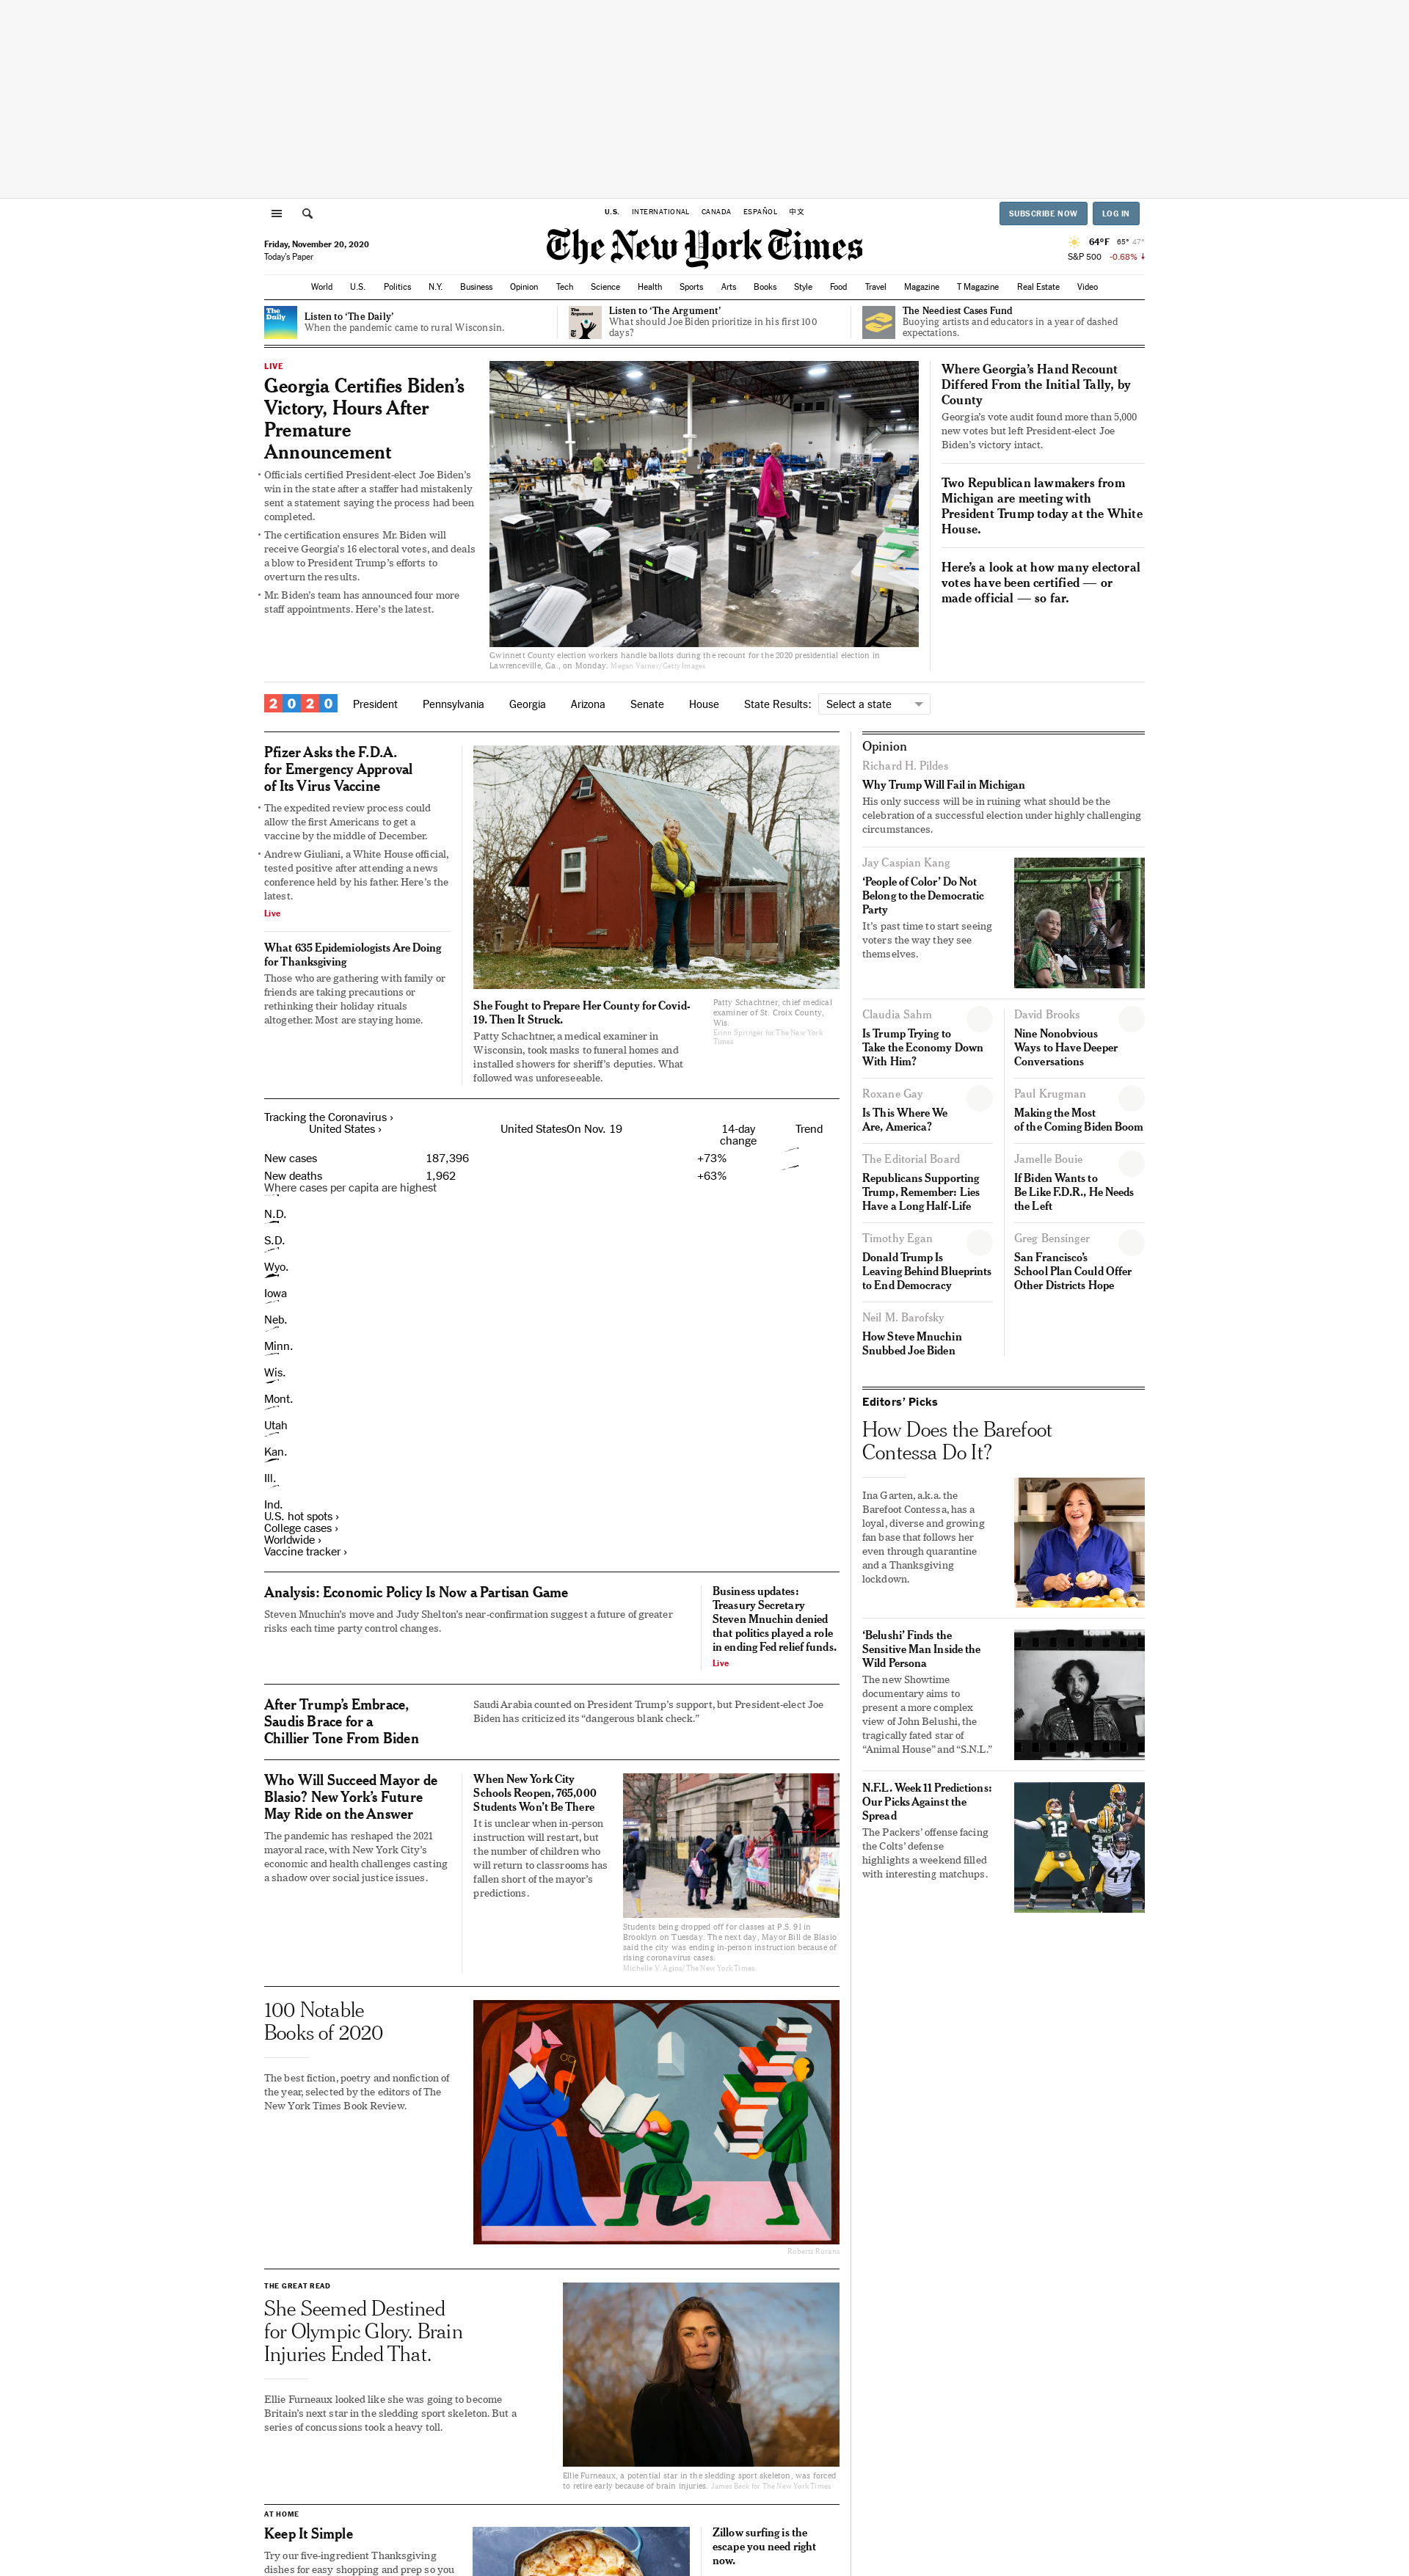 U.S. INTERNATIONAL CANADA ESPAÑOL 中文
SUBSCRIBE NOW LOG IN
Friday, November 20, 2020
Today's Paper
The New York Times
64°F 65° 47°
S&P 500 -0.68%
World U.S. Politics N.Y. Business Opinion Tech Science Health Sports Arts Books Style Food Travel Magazine T Magazine Real Estate Video
The
Daily
Listen to ‘The Daily’
When the pandemic came to rural Wisconsin.
The
Argument
Listen to ‘The Argument’
What should Joe Biden prioritize in his first 100
days?
The Neediest Cases Fund
Buoying artists and educators in a year of dashed
expectations.
LIVE
Georgia Certifies Biden’s
Victory, Hours After
Premature
Announcement
• Officials certified President-elect Joe Biden’s
win in the state after a staffer had mistakenly
sent a statement saying the process had been
completed.
• The certification ensures Mr. Biden will
receive Georgia’s 16 electoral votes, and deals
a blow to President Trump’s efforts to
overturn the results.
• Mr. Biden’s team has announced four more
staff appointments. Here’s the latest.
Gwinnett County election workers handle ballots during the recount for the 2020 presidential election in
Lawrenceville, Ga., on Monday. Megan Varner/Getty Images
Where Georgia’s Hand Recount
Differed From the Initial Tally, by
County
Georgia’s vote audit found more than 5,000
new votes but left President-elect Joe
Biden’s victory intact.
Two Republican lawmakers from
Michigan are meeting with
President Trump today at the White
House.
Here’s a look at how many electoral
votes have been certified — or
made official — so far.
2020 President Pennsylvania Georgia Arizona Senate House State Results: Select a state
Pfizer Asks the F.D.A.
for Emergency Approval
of Its Virus Vaccine
• The expedited review process could
allow the first Americans to get a
vaccine by the middle of December.
• Andrew Giuliani, a White House official,
tested positive after attending a news
conference held by his father. Here’s the
latest.
Live
What 635 Epidemiologists Are Doing
for Thanksgiving
Those who are gathering with family or
friends are taking precautions or
rethinking their holiday rituals
altogether. Most are staying home.
She Fought to Prepare Her County for Covid-
19. Then It Struck.
Patty Schachtner, a medical examiner in
Wisconsin, took masks to funeral homes and
installed showers for sheriff’s deputies. What
followed was unforeseeable.
Patty Schachtner, chief medical
examiner of St. Croix County,
Wis.
Erinn Springer for The New York
Times
Tracking the Coronavirus ›
United States › United StatesOn Nov. 19 14-day
change Trend
New cases 187,396 +73%
New deaths 1,962 +63%
Where cases per capita are highest
N.D.
S.D.
Wyo.
Iowa
Neb.
Minn.
Wis.
Mont.
Utah
Kan.
Ill.
Ind.
U.S. hot spots ›
College cases ›
Worldwide ›
Vaccine tracker ›
Analysis: Economic Policy Is Now a Partisan Game
Steven Mnuchin’s move and Judy Shelton’s near-confirmation suggest a future of greater
risks each time party control changes.
Business updates:
Treasury Secretary
Steven Mnuchin denied
that politics played a role
in ending Fed relief funds.
Live
After Trump’s Embrace,
Saudis Brace for a
Chillier Tone From Biden
Saudi Arabia counted on President Trump’s support, but President-elect Joe
Biden has criticized its “dangerous blank check.”
Who Will Succeed Mayor de
Blasio? New York’s Future
May Ride on the Answer
The pandemic has reshaped the 2021
mayoral race, with New York City’s
economic and health challenges casting
a shadow over social justice issues.
When New York City
Schools Reopen, 765,000
Students Won’t Be There
It is unclear when in-person
instruction will restart, but
the number of children who
will return to classrooms has
fallen short of the mayor’s
predictions.
Students being dropped off for classes at P.S. 91 in
Brooklyn on Tuesday. The next day, Mayor Bill de Blasio
said the city was ending in-person instruction because of
rising coronavirus cases.
Michelle V. Agins/The New York Times
100 Notable
Books of 2020
The best fiction, poetry and nonfiction of
the year, selected by the editors of The
New York Times Book Review.
Roberts Rurans
THE GREAT READ
She Seemed Destined
for Olympic Glory. Brain
Injuries Ended That.
Ellie Furneaux looked like she was going to become
Britain’s next star in the sledding sport skeleton. But a
series of concussions took a heavy toll.
Ellie Furneaux, a potential star in the sledding sport skeleton, was forced
to retire early because of brain injuries. James Beck for The New York Times
AT HOME
Keep It Simple
Try our five-ingredient Thanksgiving
dishes for easy shopping and prep so you
Zillow surfing is the
escape you need right
now.
Opinion
Richard H. Pildes
Why Trump Will Fail in Michigan
His only success will be in ruining what should be the
celebration of a successful election under highly challenging
circumstances.
Jay Caspian Kang
‘People of Color’ Do Not
Belong to the Democratic
Party
It’s past time to start seeing
voters the way they see
themselves.
Claudia Sahm
Is Trump Trying to
Take the Economy Down
With Him?
David Brooks
Nine Nonobvious
Ways to Have Deeper
Conversations
Roxane Gay
Is This Where We
Are, America?
Paul Krugman
Making the Most
of the Coming Biden Boom
The Editorial Board
Republicans Supporting
Trump, Remember: Lies
Have a Long Half-Life
Jamelle Bouie
If Biden Wants to
Be Like F.D.R., He Needs
the Left
Timothy Egan
Donald Trump Is
Leaving Behind Blueprints
to End Democracy
Greg Bensinger
San Francisco’s
School Plan Could Offer
Other Districts Hope
Neil M. Barofsky
How Steve Mnuchin
Snubbed Joe Biden
Editors’ Picks
How Does the Barefoot
Contessa Do It?
Ina Garten, a.k.a. the
Barefoot Contessa, has a
loyal, diverse and growing
fan base that follows her
even through quarantine
and a Thanksgiving
lockdown.
‘Belushi’ Finds the
Sensitive Man Inside the
Wild Persona
The new Showtime
documentary aims to
present a more complex
view of John Belushi, the
tragically fated star of
“Animal House” and “S.N.L.”
N.F.L. Week 11 Predictions:
Our Picks Against the
Spread
The Packers’ offense facing
the Colts’ defense
highlights a weekend filled
with interesting matchups.
12
47